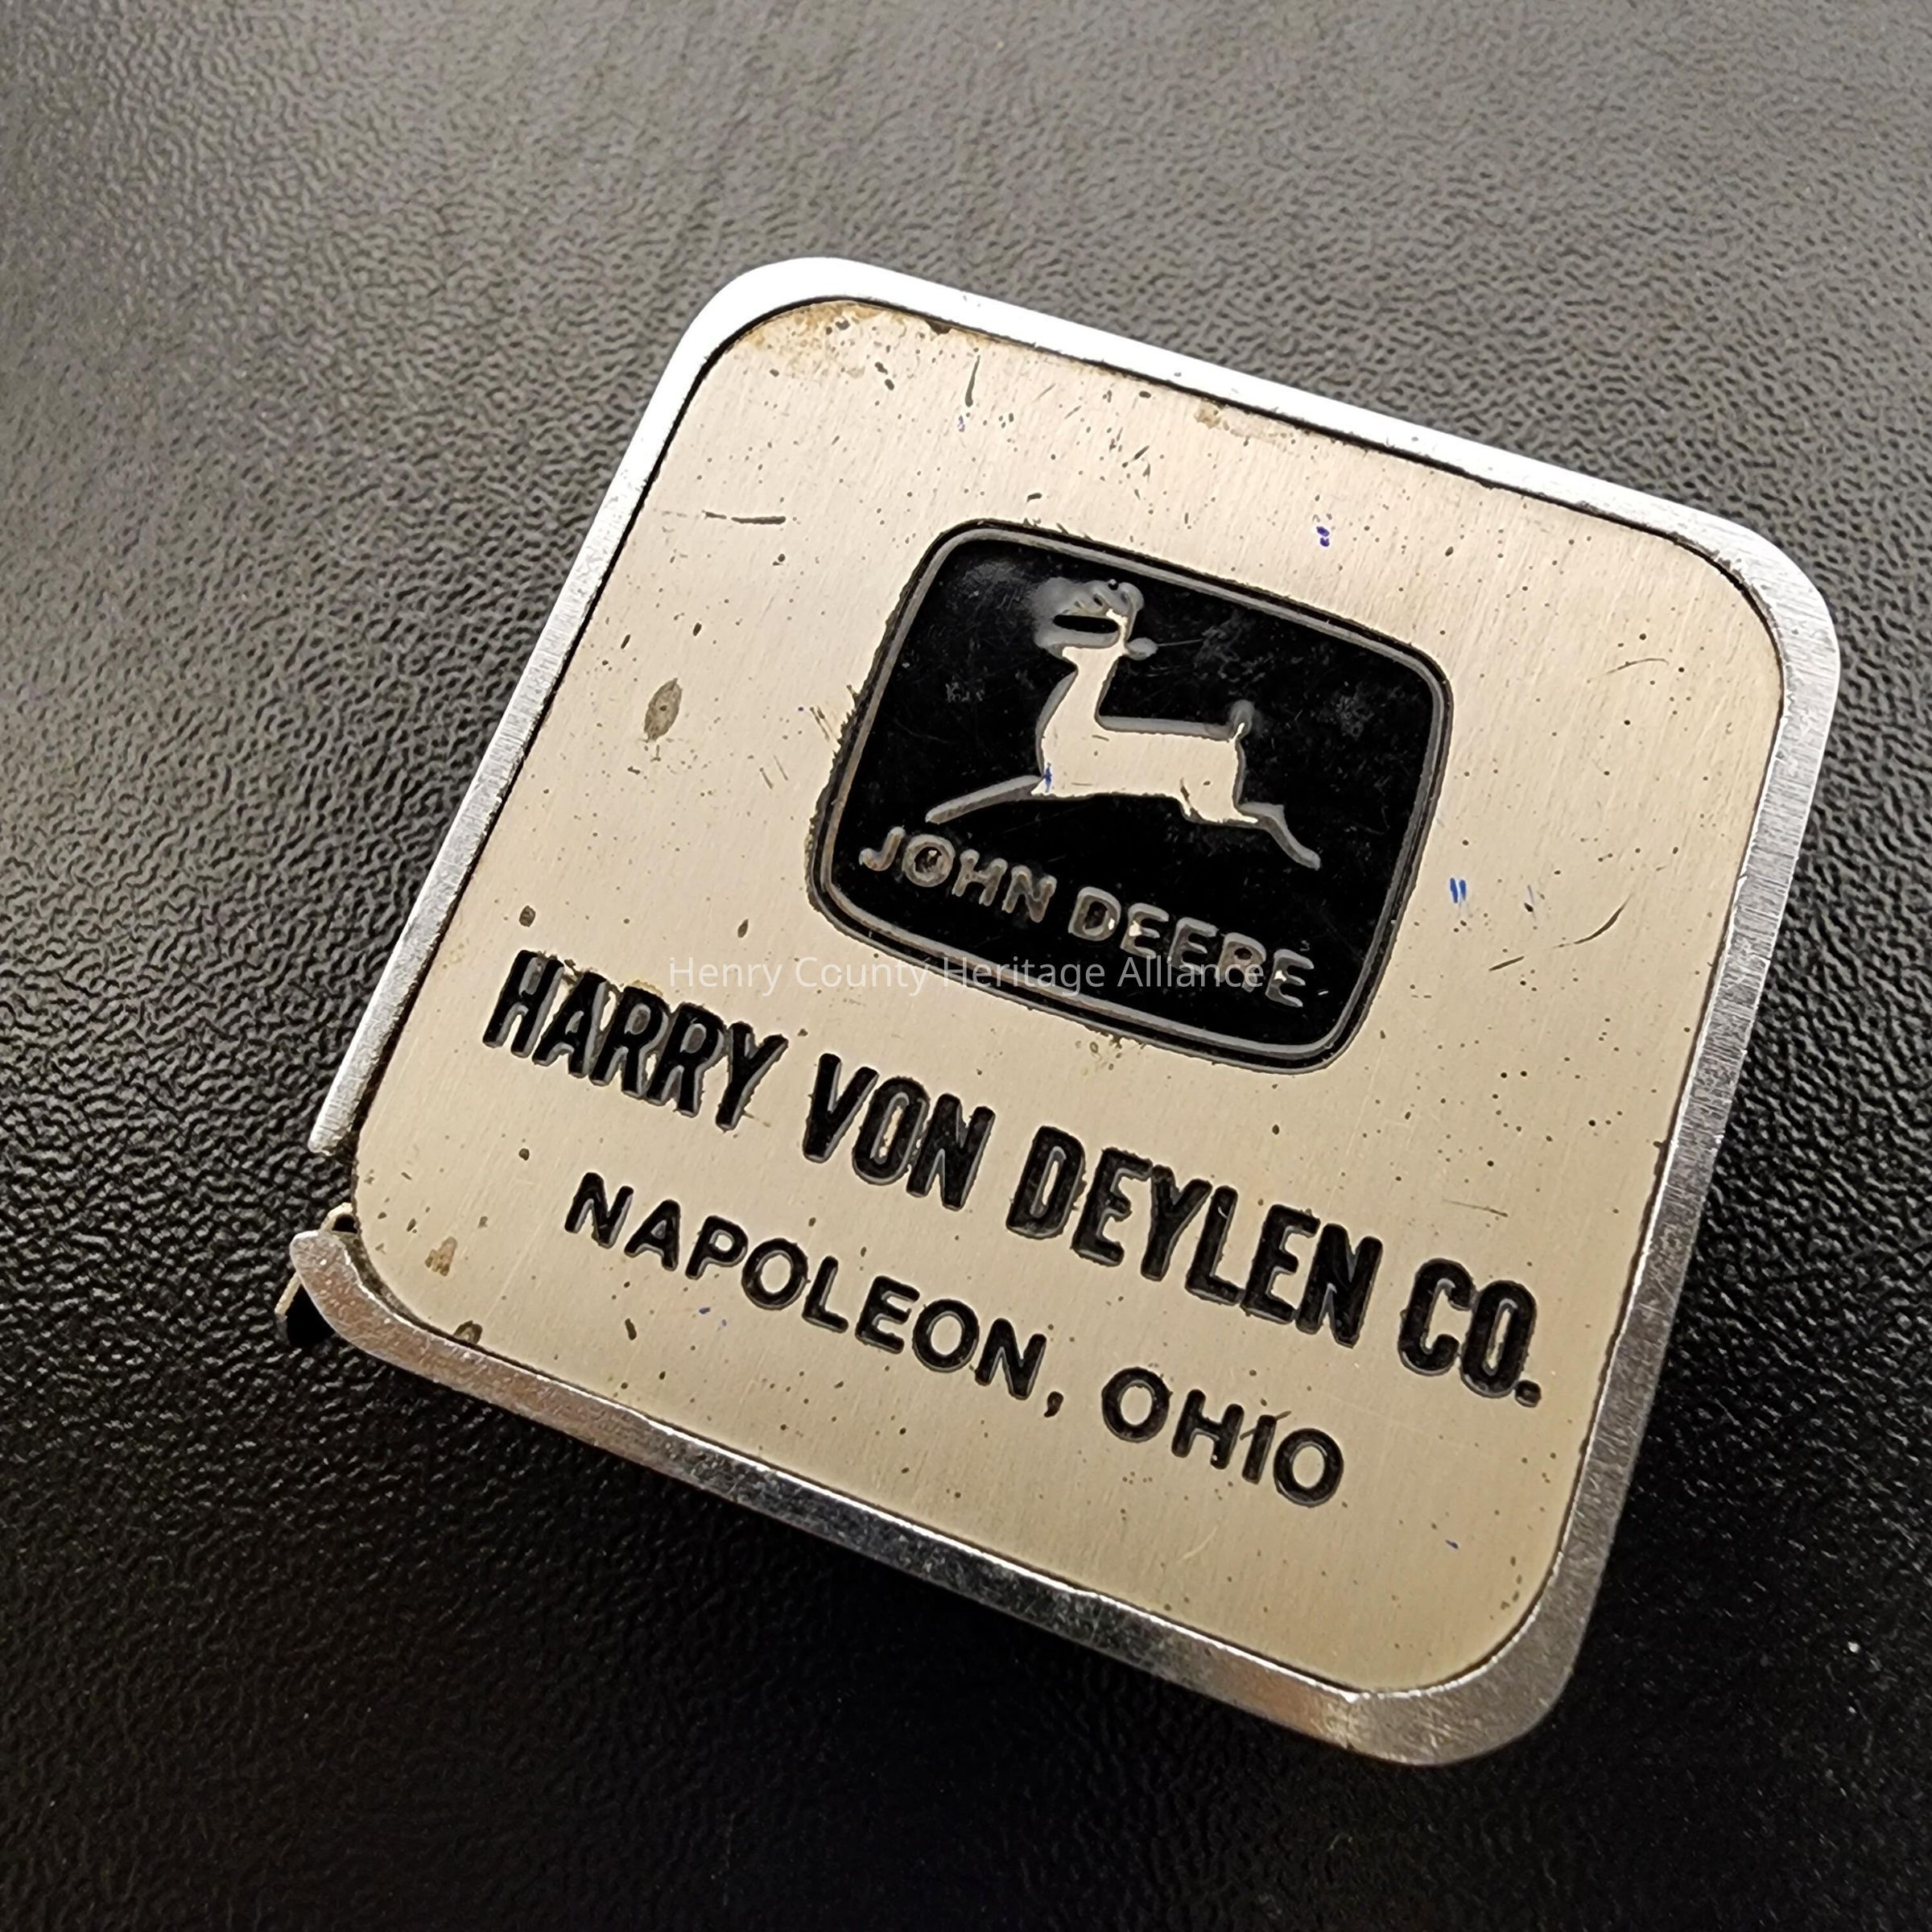 JOHN DEERE
Henry County Heritage Alliance
HARRY VON DEYLEN CO.
NAPOLEON, OHIO